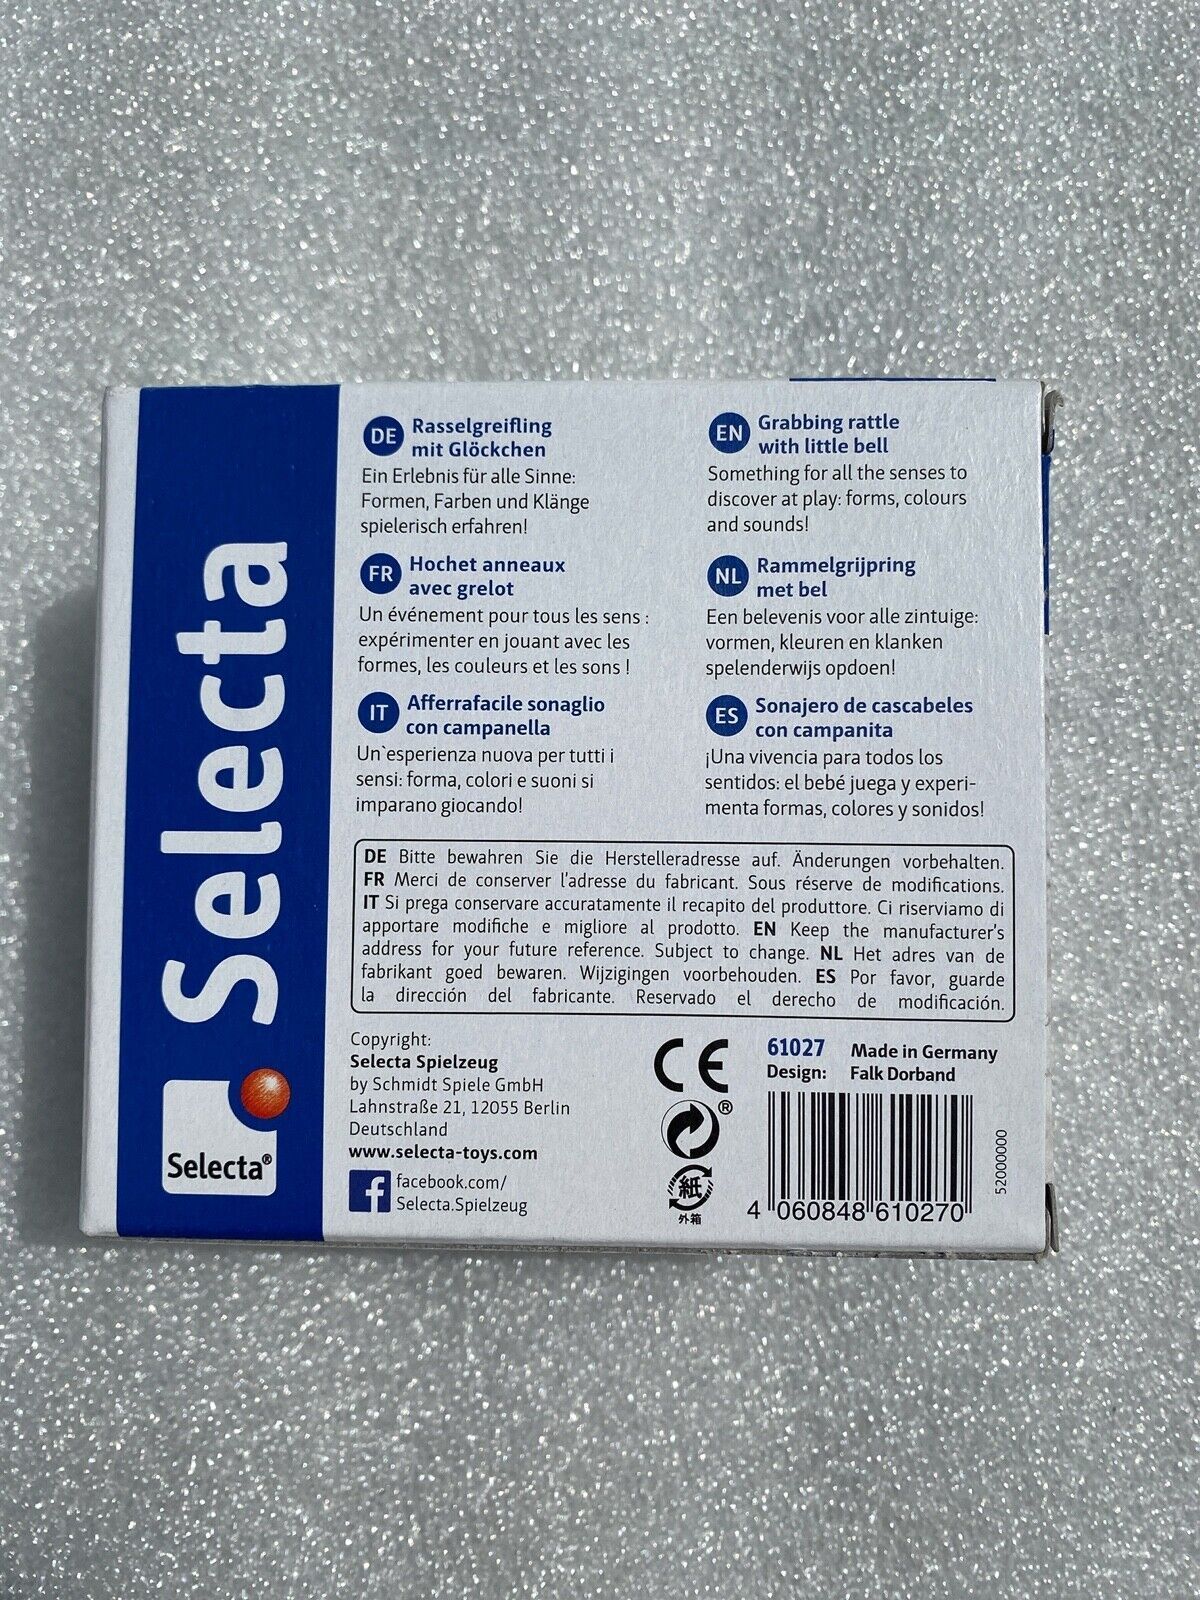 Selecta
Selecta®
DE Rasselgreifling
mit Glöckchen
Ein Erlebnis für alle Sinne:
Formen, Farben und Klänge
spielerisch erfahren!
EN Grabbing rattle
with little bell
Something for all the senses to
discover at play: forms, colours
and sounds!
FR Hochet anneaux
avec grelot
Un événement pour tous les sens :
expérimenter en jouant avec les
formes, les couleurs et les sons !
NL Rammelgrijpring
met bel
Een belevenis voor alle zintuige:
vormen, kleuren en klanken
spelenderwijs opdoen!
IT Afferrafacile sonaglio
con campanella
Un`esperienza nuova per tutti i
sensi: forma, colori e suoni si
imparano giocando!
ES Sonajero de cascabeles
con campanita
¡Una vivencia para todos los
sentidos: el bebé juega y experi-
menta formas, colores y sonidos!
DE Bitte bewahren Sie die Herstelleradresse auf. Änderungen vorbehalten.
FR Merci de conserver l'adresse du fabricant. Sous réserve de modifications.
IT Si prega conservare accuratamente il recapito del produttore. Ci riserviamo di
apportare modifiche e migliore al prodotto. EN Keep the manufacturer's
address for your future reference. Subject to change. NL Het adres van de
fabrikant goed bewaren. Wijzigingen voorbehouden. ES Por favor, guarde
la dirección del fabricante. Reservado el derecho de modificación.
Copyright:
Selecta Spielzeug
by Schmidt Spiele GmbH
Lahnstraße 21, 12055 Berlin
Deutschland
www.selecta-toys.com
facebook.com/
Selecta.Spielzeug
CE
®
紙
外箱
61027 Made in Germany
Design: Falk Dorband
4 060848 610270
52000000